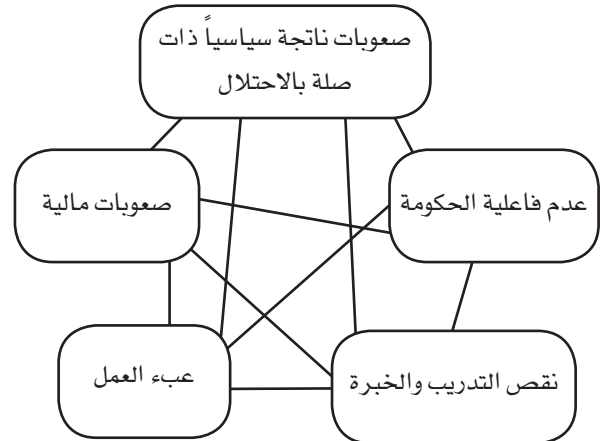 صعوبات ناتجة سياسياً ذات
صلة بالاحتلال
عدم فاعلية الحكومة
صعوبات مالية
نقص التدريب والخبرة
عبء العمل